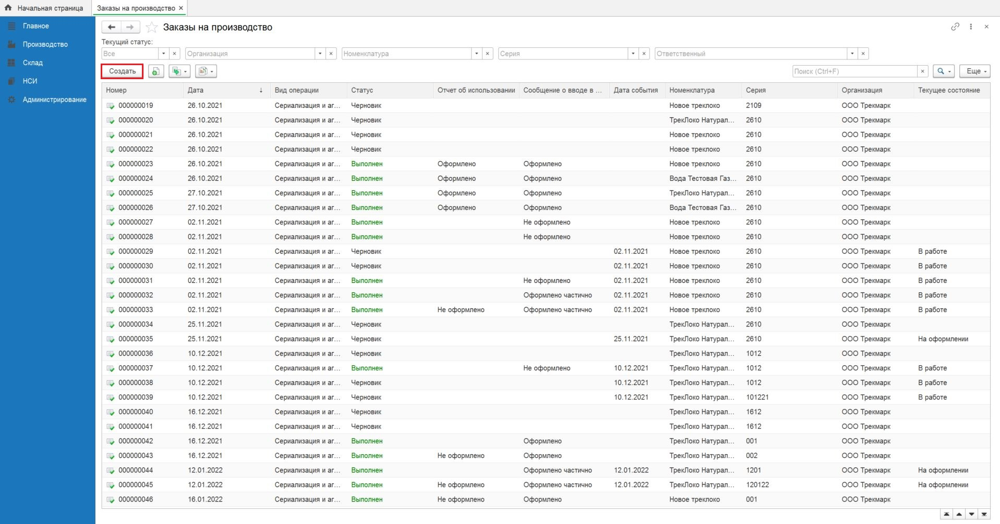 Начальная страница Заказы на производство ×
Главное
Производство
Склад
НСИ
Администрирование
Заказы на производство
Текущий статус:
Все Организация Номенклатура Серия Ответственный
Создать Поиск (Ctrl+F) Еще
Номер Дата Вид операции Статус Отчет об использовании Сообщение о вводе в ... Дата события Номенклатура Серия Организация Текущее состояние
000000019 26.10.2021 Сериализация и аг... Черновик Новое треклоко 2109 ООО Трекмарк
000000020 26.10.2021 Сериализация и аг... Черновик ТрекЛоко Натурал... 2610 ООО Трекмарк
000000021 26.10.2021 Сериализация и аг... Черновик Новое треклоко 2610 ООО Трекмарк
000000022 26.10.2021 Сериализация и аг... Черновик Новое треклоко 2610 ООО Трекмарк
000000023 26.10.2021 Сериализация и аг... Выполнен Оформлено Оформлено Новое треклоко 2610 ООО Трекмарк
000000024 26.10.2021 Сериализация и аг... Выполнен Оформлено Оформлено Вода Тестовая Газ... 2610 ООО Трекмарк
000000025 27.10.2021 Сериализация и аг... Выполнен Оформлено Оформлено ТрекЛоко Натурал... 2610 ООО Трекмарк
000000026 27.10.2021 Сериализация и аг... Выполнен Оформлено Оформлено Вода Тестовая Газ... 2610 ООО Трекмарк
000000027 02.11.2021 Сериализация и аг... Выполнен Не оформлено Новое треклоко 2610 ООО Трекмарк
000000028 02.11.2021 Сериализация и аг... Выполнен Не оформлено Новое треклоко 2610 ООО Трекмарк
000000029 02.11.2021 Сериализация и аг... Черновик 02.11.2021 Новое треклоко 2610 ООО Трекмарк В работе
000000030 02.11.2021 Сериализация и аг... Черновик 02.11.2021 Новое треклоко 2610 ООО Трекмарк В работе
000000031 02.11.2021 Сериализация и аг... Выполнен Не оформлено 02.11.2021 Новое треклоко 2610 ООО Трекмарк В работе
000000032 02.11.2021 Сериализация и аг... Выполнен Оформлено частично 02.11.2021 Новое треклоко 2610 ООО Трекмарк В работе
000000033 02.11.2021 Сериализация и аг... Выполнен Не оформлено Оформлено частично 02.11.2021 Новое треклоко 2610 ООО Трекмарк В работе
000000034 25.11.2021 Сериализация и аг... Черновик ТрекЛоко Натурал... 2610 ООО Трекмарк
000000035 25.11.2021 Сериализация и аг... Черновик 25.11.2021 ТрекЛоко Натурал... 2610 ООО Трекмарк На оформлении
000000036 10.12.2021 Сериализация и аг... Черновик ТрекЛоко Натурал... 1012 ООО Трекмарк
000000037 10.12.2021 Сериализация и аг... Выполнен Не оформлено 10.12.2021 ТрекЛоко Натурал... 1012 ООО Трекмарк В работе
000000038 10.12.2021 Сериализация и аг... Черновик 10.12.2021 ТрекЛоко Натурал... 1012 ООО Трекмарк В работе
000000039 10.12.2021 Сериализация и аг... Черновик 10.12.2021 ТрекЛоко Натурал... 101221 ООО Трекмарк В работе
000000040 16.12.2021 Сериализация и аг... Черновик ТрекЛоко Натурал... 1612 ООО Трекмарк
000000041 16.12.2021 Сериализация и аг... Черновик ТрекЛоко Натурал... 1612 ООО Трекмарк
000000042 16.12.2021 Сериализация и аг... Выполнен Оформлено ТрекЛоко Натурал... 001 ООО Трекмарк
000000043 16.12.2021 Сериализация и аг... Выполнен Не оформлено Оформлено ТрекЛоко Натурал... 002 ООО Трекмарк
000000044 12.01.2022 Сериализация и аг... Выполнен Оформлено частично 12.01.2022 ТрекЛоко Натурал... 1201 ООО Трекмарк На оформлении
000000045 12.01.2022 Сериализация и аг... Выполнен Не оформлено Оформлено частично 12.01.2022 ТрекЛоко Натурал... 120122 ООО Трекмарк На оформлении
000000046 16.01.2022 Сериализация и аг... Выполнен Не оформлено Оформлено Новое треклоко 001 ООО Трекмарк